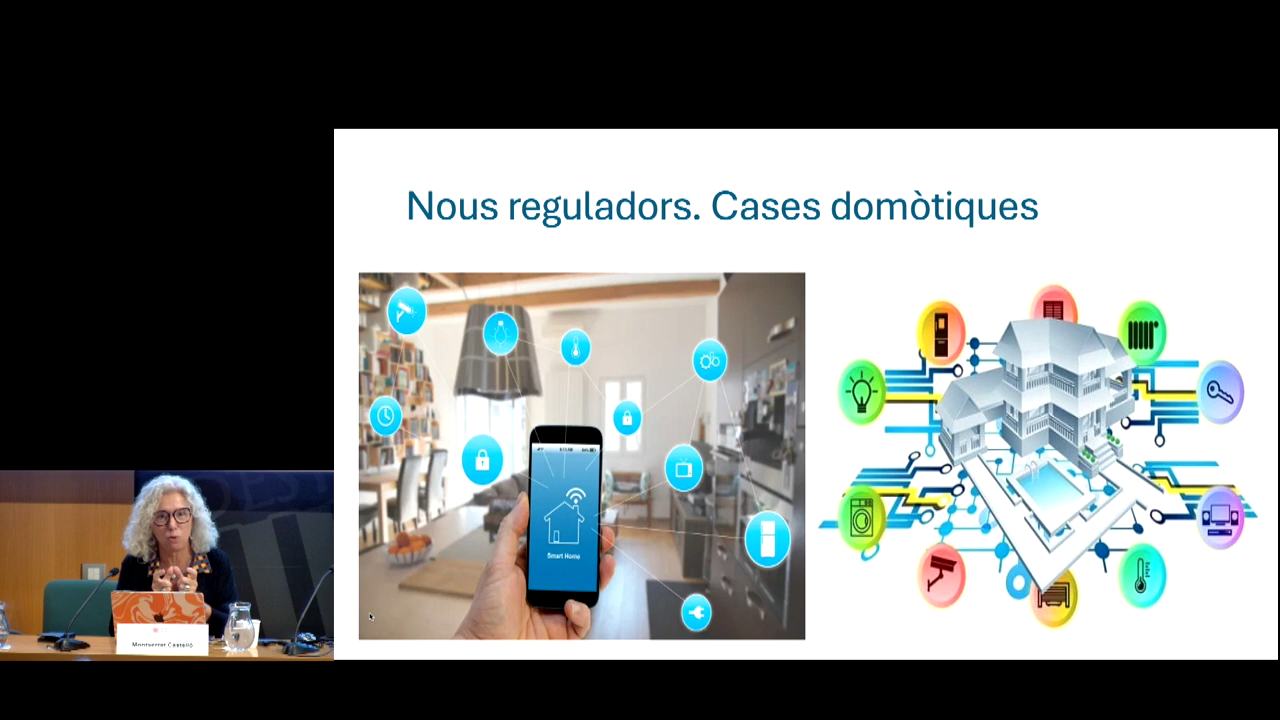 Nous reguladors. Cases domòtiques
Smart Home
Montserrat Castelló